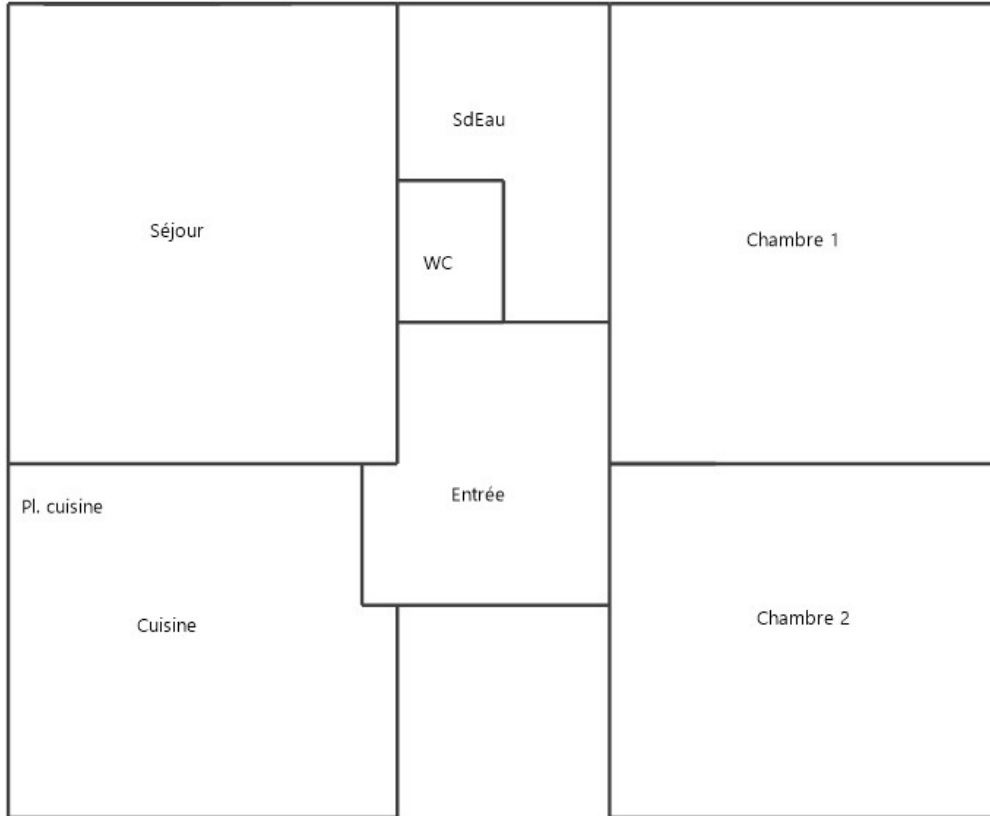 SdEau
Séjour
Chambre 1
WC
Entrée
Pl. cuisine
Chambre 2
Cuisine